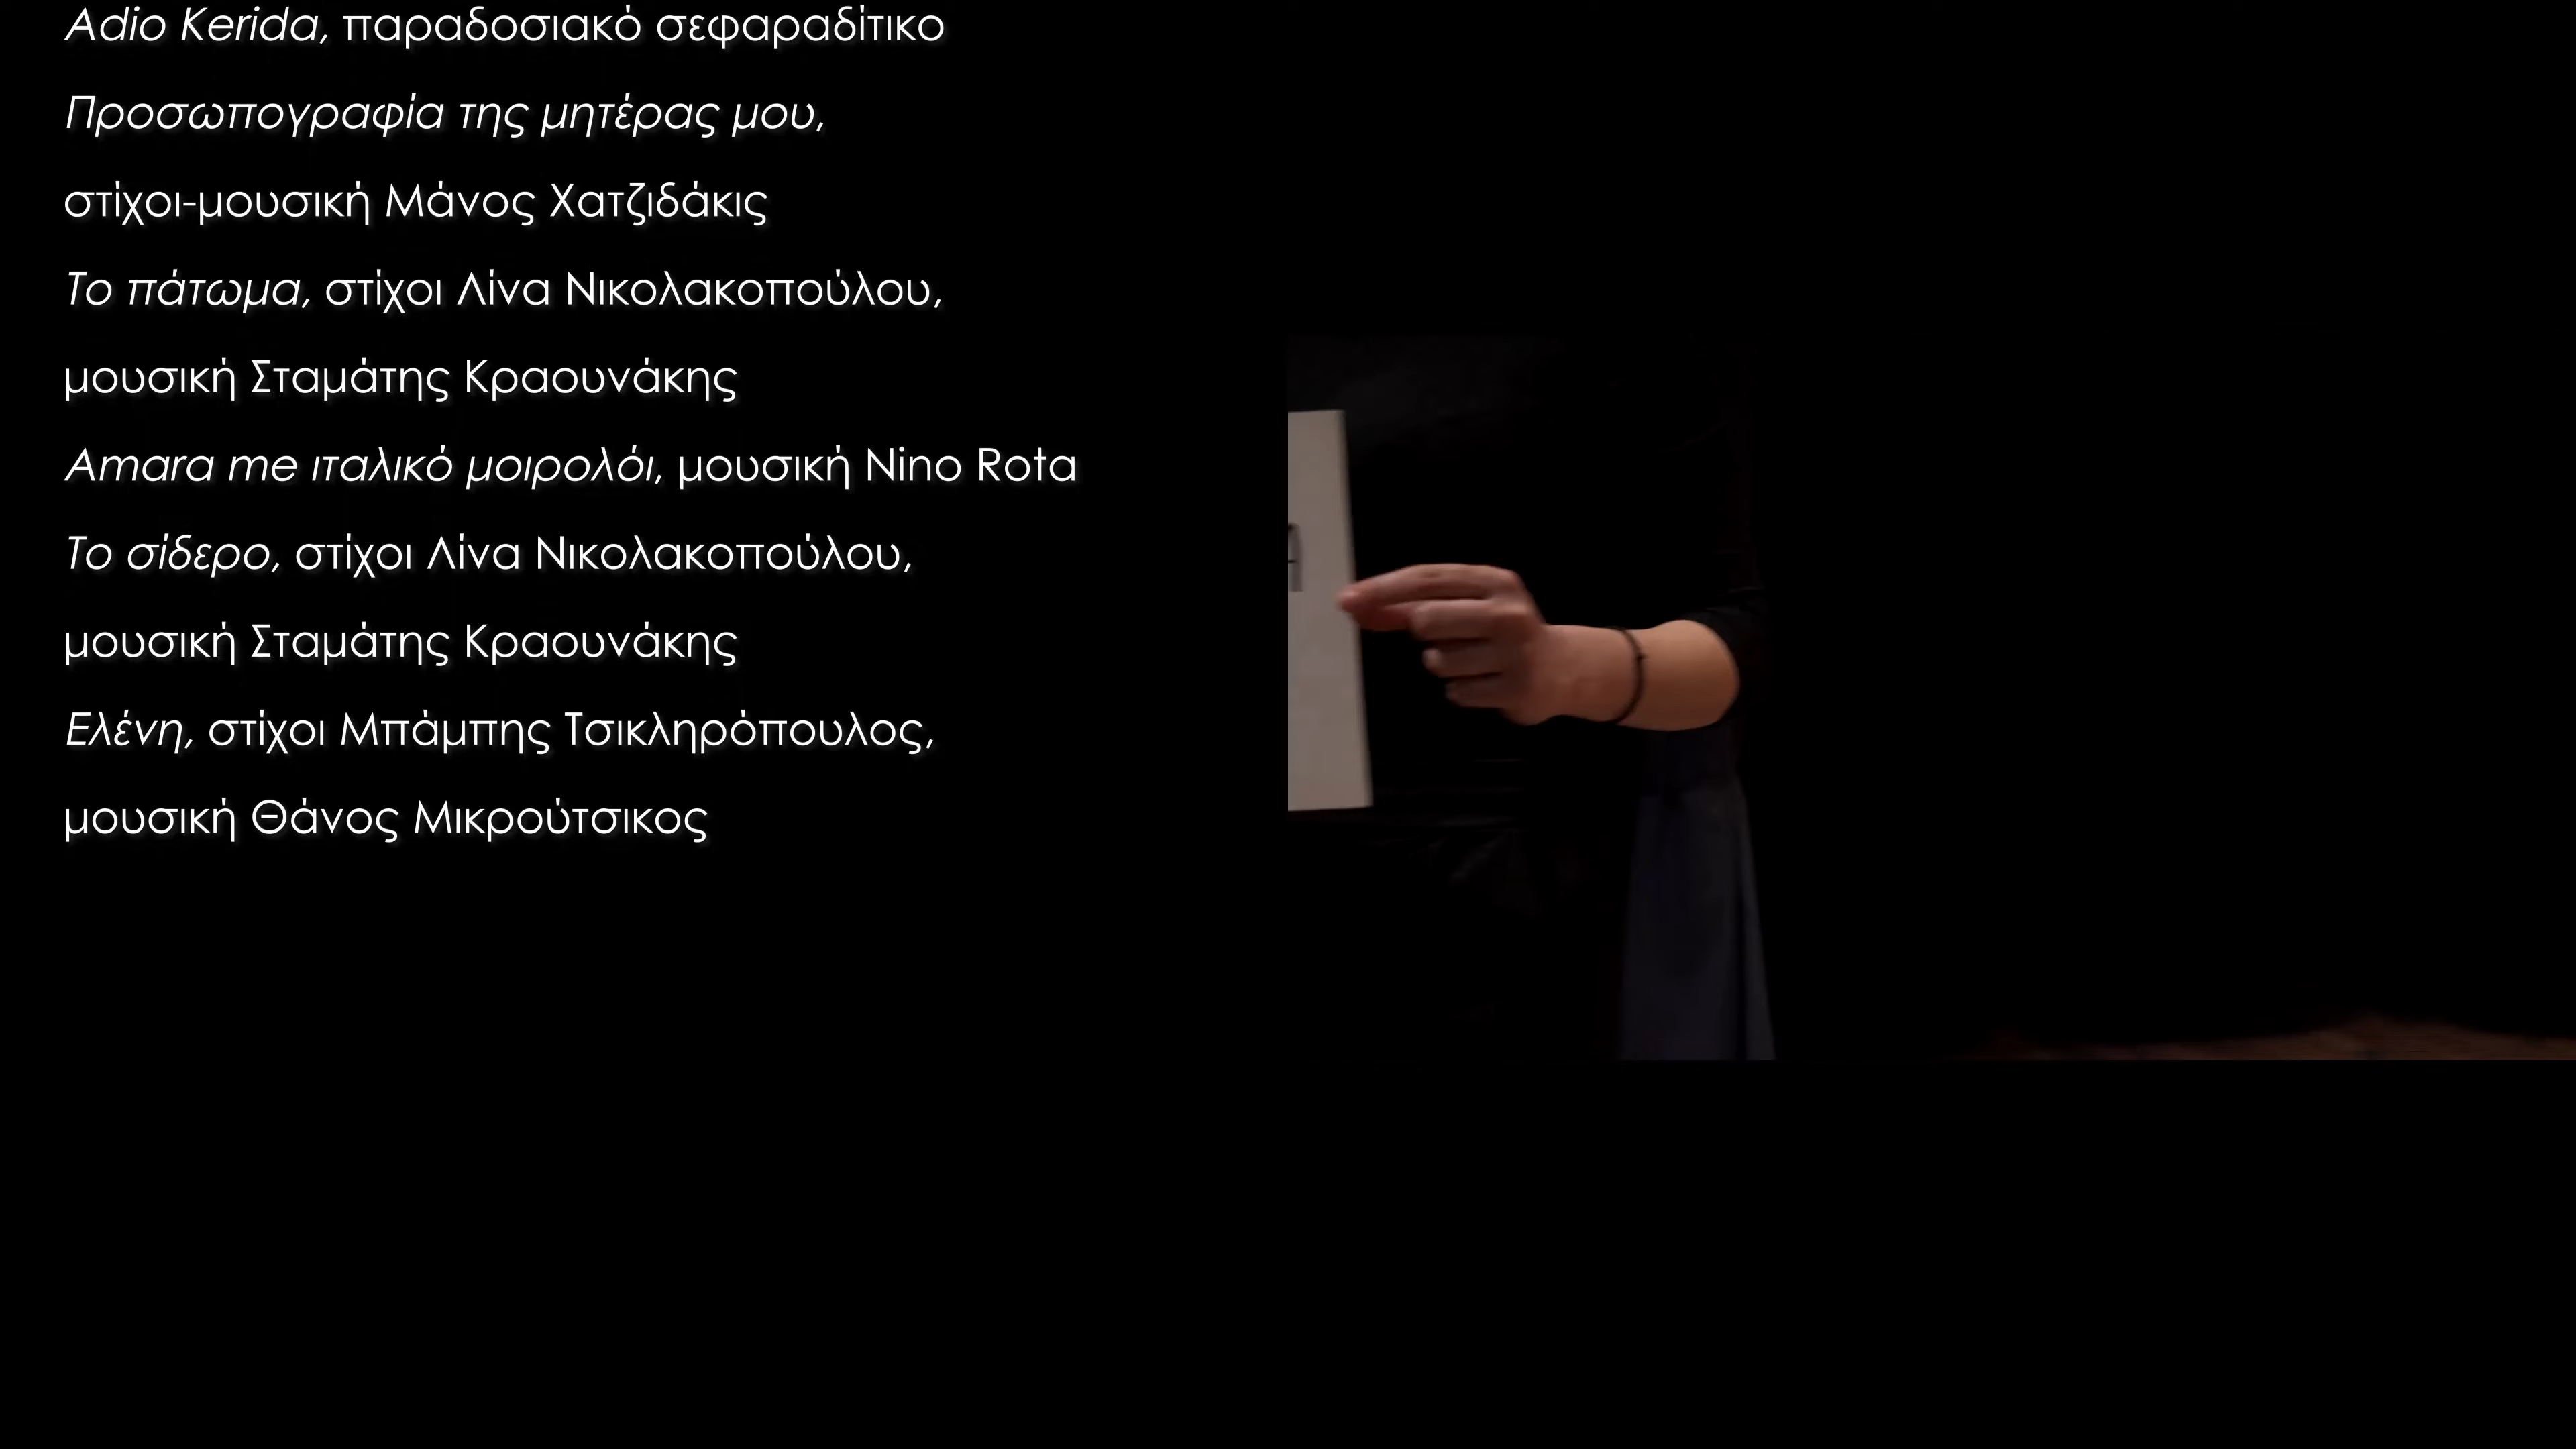 Adio Kerida, παραδοσιακό σεφαραδίτικο
Προσωπογραφία της μητέρας μου,
στίχοι-μουσική Μάνος Χατζιδάκις
Το πάτωμα, στίχοι Λίνα Νικολακοπούλου,
μουσική Σταμάτης Κραουνάκης
Amara me ιταλικό μοιρολόι, μουσική Nino Rota
Το σίδερο, στίχοι Λίνα Νικολακοπούλου,
μουσική Σταμάτης Κραουνάκης
Ελένη, στίχοι Μπάμπης Τσικληρόπουλος,
μουσική Θάνος Μικρούτσικος